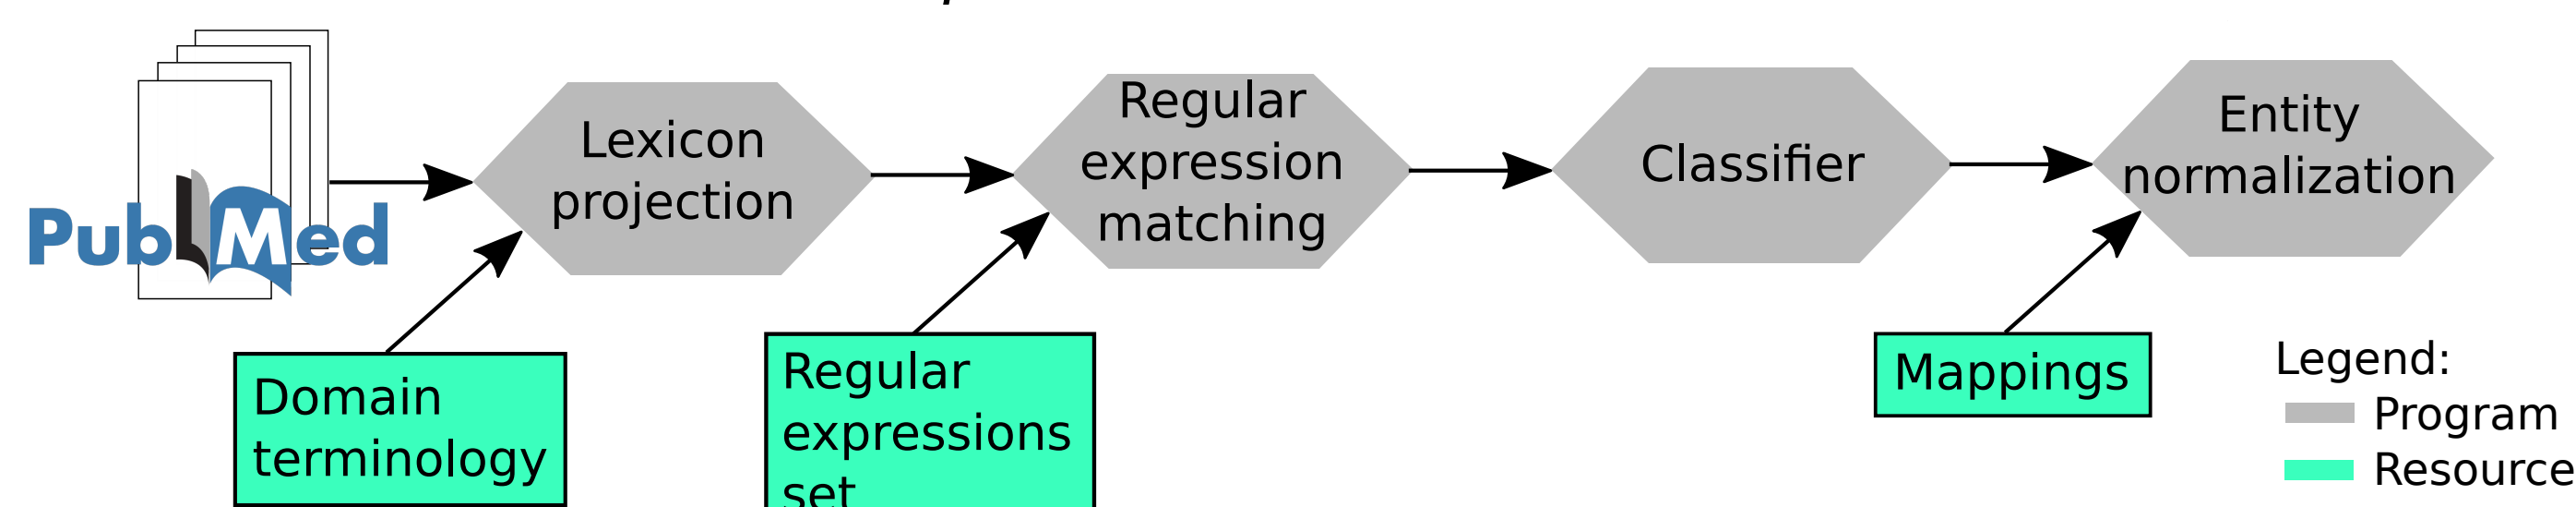 PubMed
Lexicon
projection
Regular
expression
matching
Classifier
Entity
normalization
Domain
terminology
Regular
expressions
set
Mappings
Legend:
Program
Resource